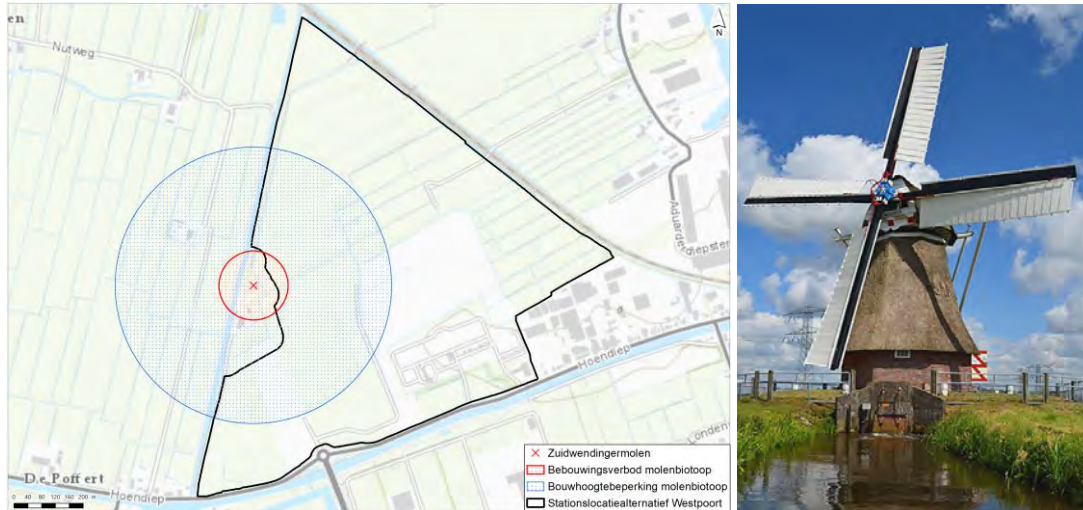 en
Nutweg
N
Aduarderdiepster
Hoendiep
Londen
De Poffert
Hoendiep
0 40 80 120 160 200 m
Zuidwendingermolen
Bebouwingsverbod molenbiotoop
Bouwhoogtebeperking molenbiotoop
Stationslocatiealternatief Westpoort